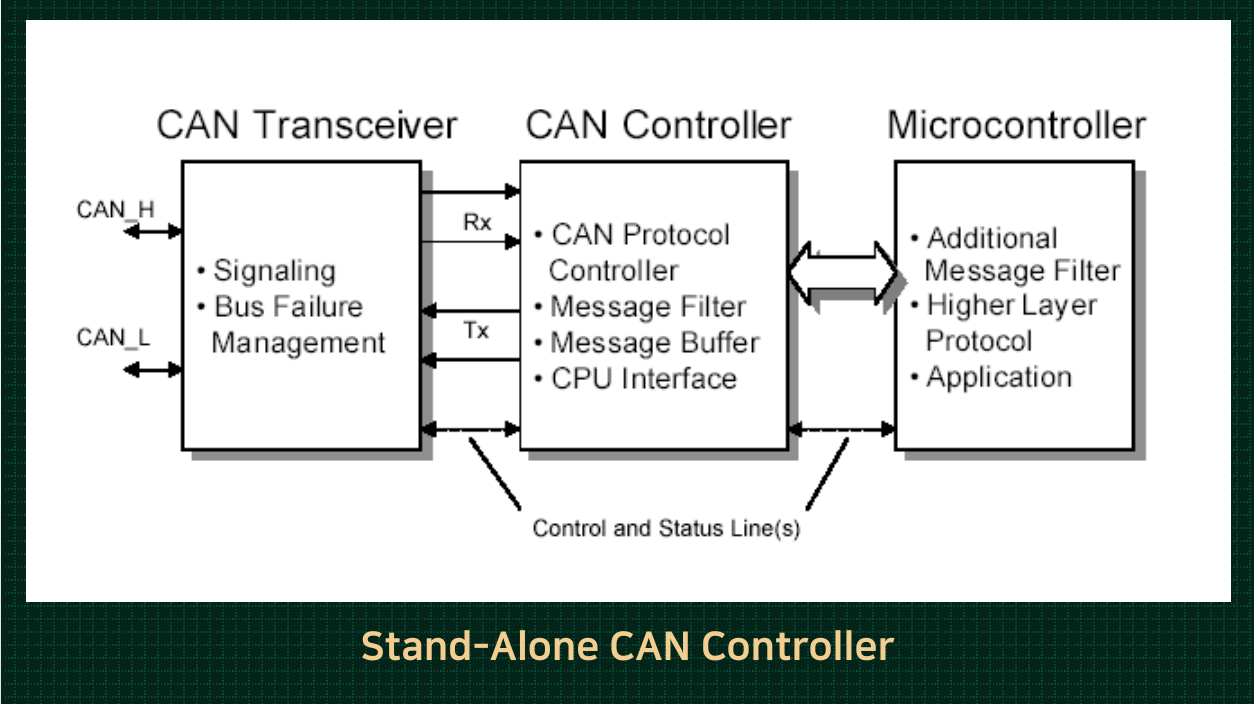 CAN Transceiver
CAN Controller
Microcontroller
CAN_H
CAN_L
• Signaling
• Bus Failure
Management
Rx
Tx
• CAN Protocol
Controller
• Message Filter
• Message Buffer
• CPU Interface
• Additional
Message Filter
• Higher Layer
Protocol
• Application
Control and Status Line(s)
Stand-Alone CAN Controller